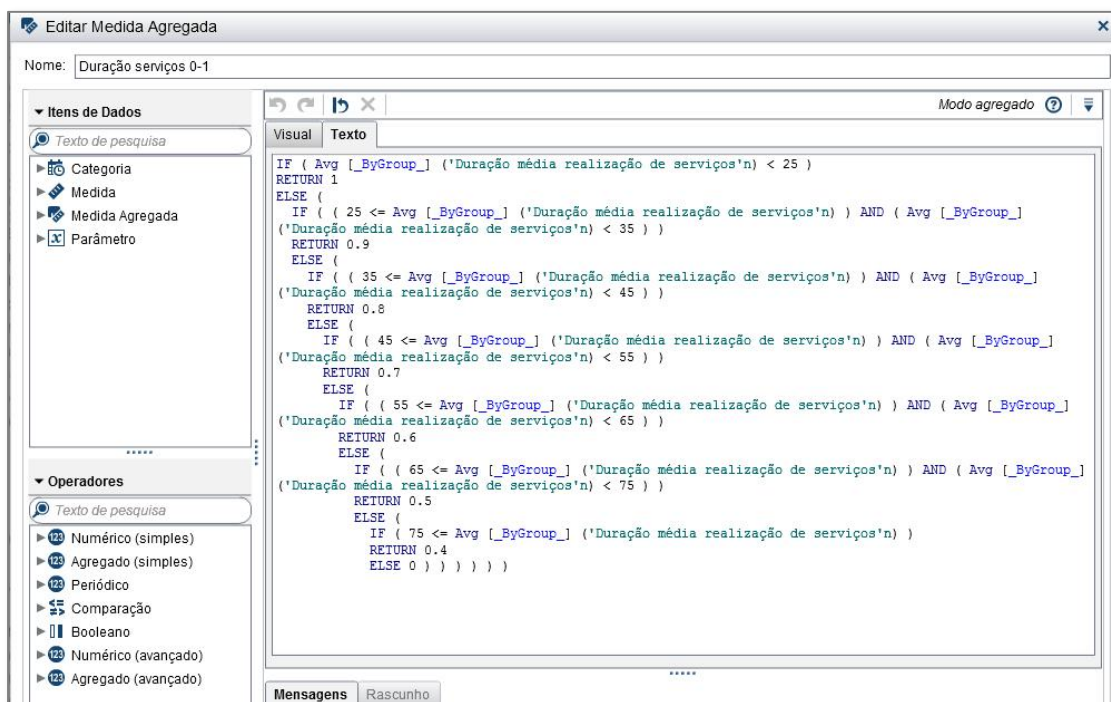 Editar Medida Agregada
Nome: Duração serviços 0-1
Itens de Dados
Texto de pesquisa
Categoria
Medida
Medida Agregada
Parâmetro
Operadores
Texto de pesquisa
Numérico (simples)
Agregado (simples)
Periódico
Comparação
Booleano
Numérico (avançado)
Agregado (avançado)
Modo agregado
Visual Texto
IF ( Avg [_ByGroup_] ('Duração média realização de serviços'n) < 25 )
RETURN 1
ELSE (
IF ( ( 25 <= Avg [_ByGroup_] ('Duração média realização de serviços'n) ) AND ( Avg [_ByGroup_]
('Duração média realização de serviços'n) < 35 ) )
RETURN 0.9
ELSE (
IF ( ( 35 <= Avg [_ByGroup_] ('Duração média realização de serviços'n) ) AND ( Avg [_ByGroup_]
('Duração média realização de serviços'n) < 45 ) )
RETURN 0.8
ELSE (
IF ( ( 45 <= Avg [_ByGroup_] ('Duração média realização de serviços'n) ) AND ( Avg [_ByGroup_]
('Duração média realização de serviços'n) < 55 ) )
RETURN 0.7
ELSE (
IF ( ( 55 <= Avg [_ByGroup_] ('Duração média realização de serviços'n) ) AND ( Avg [_ByGroup_]
('Duração média realização de serviços'n) < 65 ) )
RETURN 0.6
ELSE (
IF ( ( 65 <= Avg [_ByGroup_] ('Duração média realização de serviços'n) ) AND ( Avg [_ByGroup_]
('Duração média realização de serviços'n) < 75 ) )
RETURN 0.5
ELSE (
IF ( 75 <= Avg [_ByGroup_] ('Duração média realização de serviços'n) )
RETURN 0.4
ELSE 0 ) ) ) ) ) )
Mensagens Rascunho